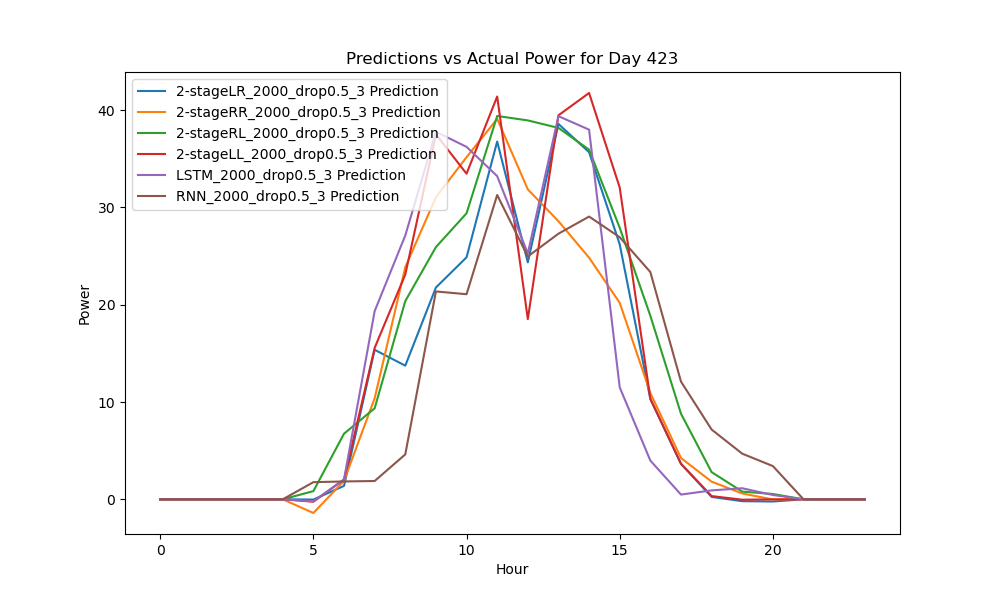 Predictions vs Actual Power for Day 423
2-stageLR_2000_drop0.5_3 Prediction
2-stageRR_2000_drop0.5_3 Prediction
2-stageRL_2000_drop0.5_3 Prediction
2-stageLL_2000_drop0.5_3 Prediction
LSTM_2000_drop0.5_3 Prediction
RNN_2000_drop0.5_3 Prediction
40
30
20
10
0
Power
0 5 10 15 20
Hour